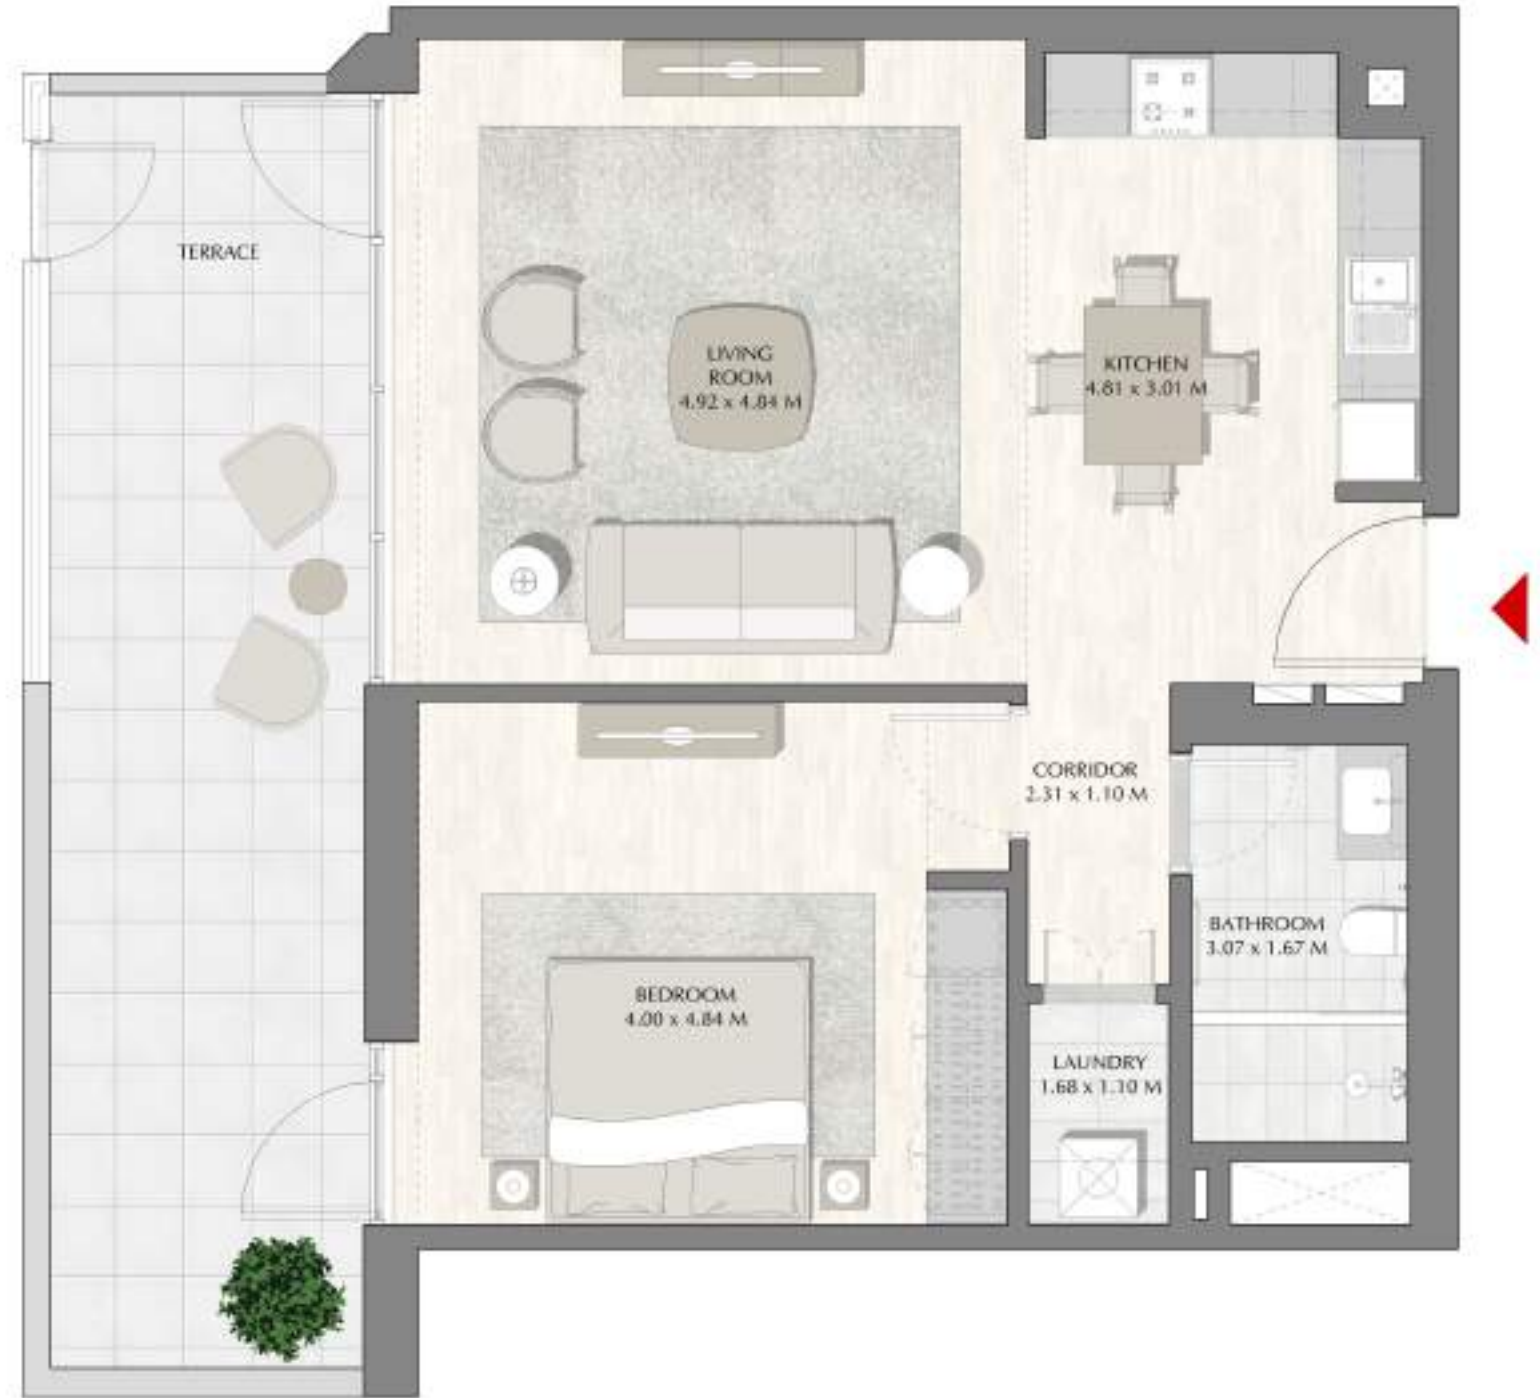 TERRACE
LIVING
ROOM
4.92 x 4.84 M
KITCHEN
4.81 x 3.01 M
CORRIDOR
2.31 x 1.10 M
BATHROOM
3.07 x 1.67 M
BEDROOM
4.00 x 4.84 M
LAUNDRY
1.68 x 1.10 M